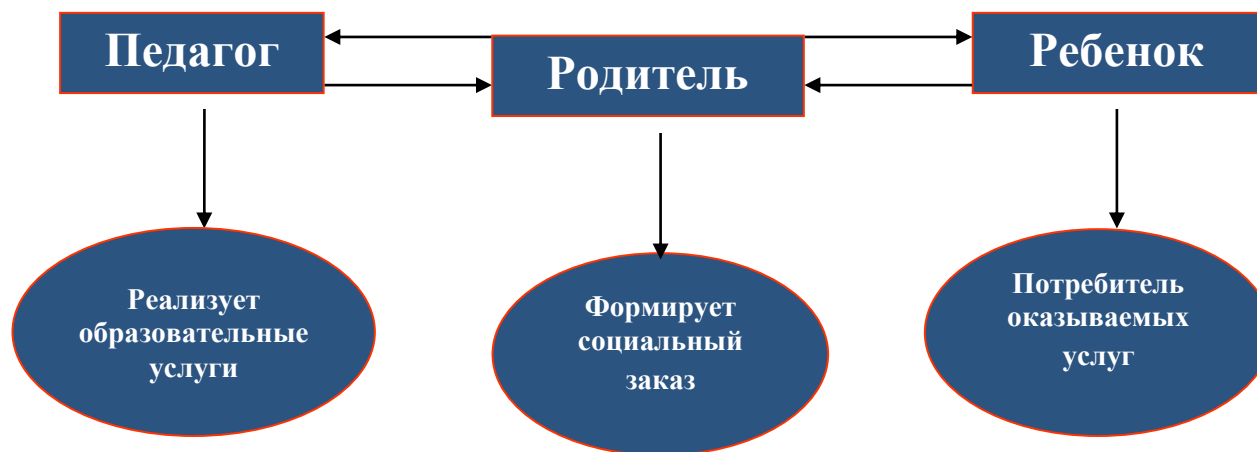 Педагог
Родитель
Ребенок
Реализует
образовательные
услуги
Формирует
социальный
заказ
Потребитель
оказываемых
услуг